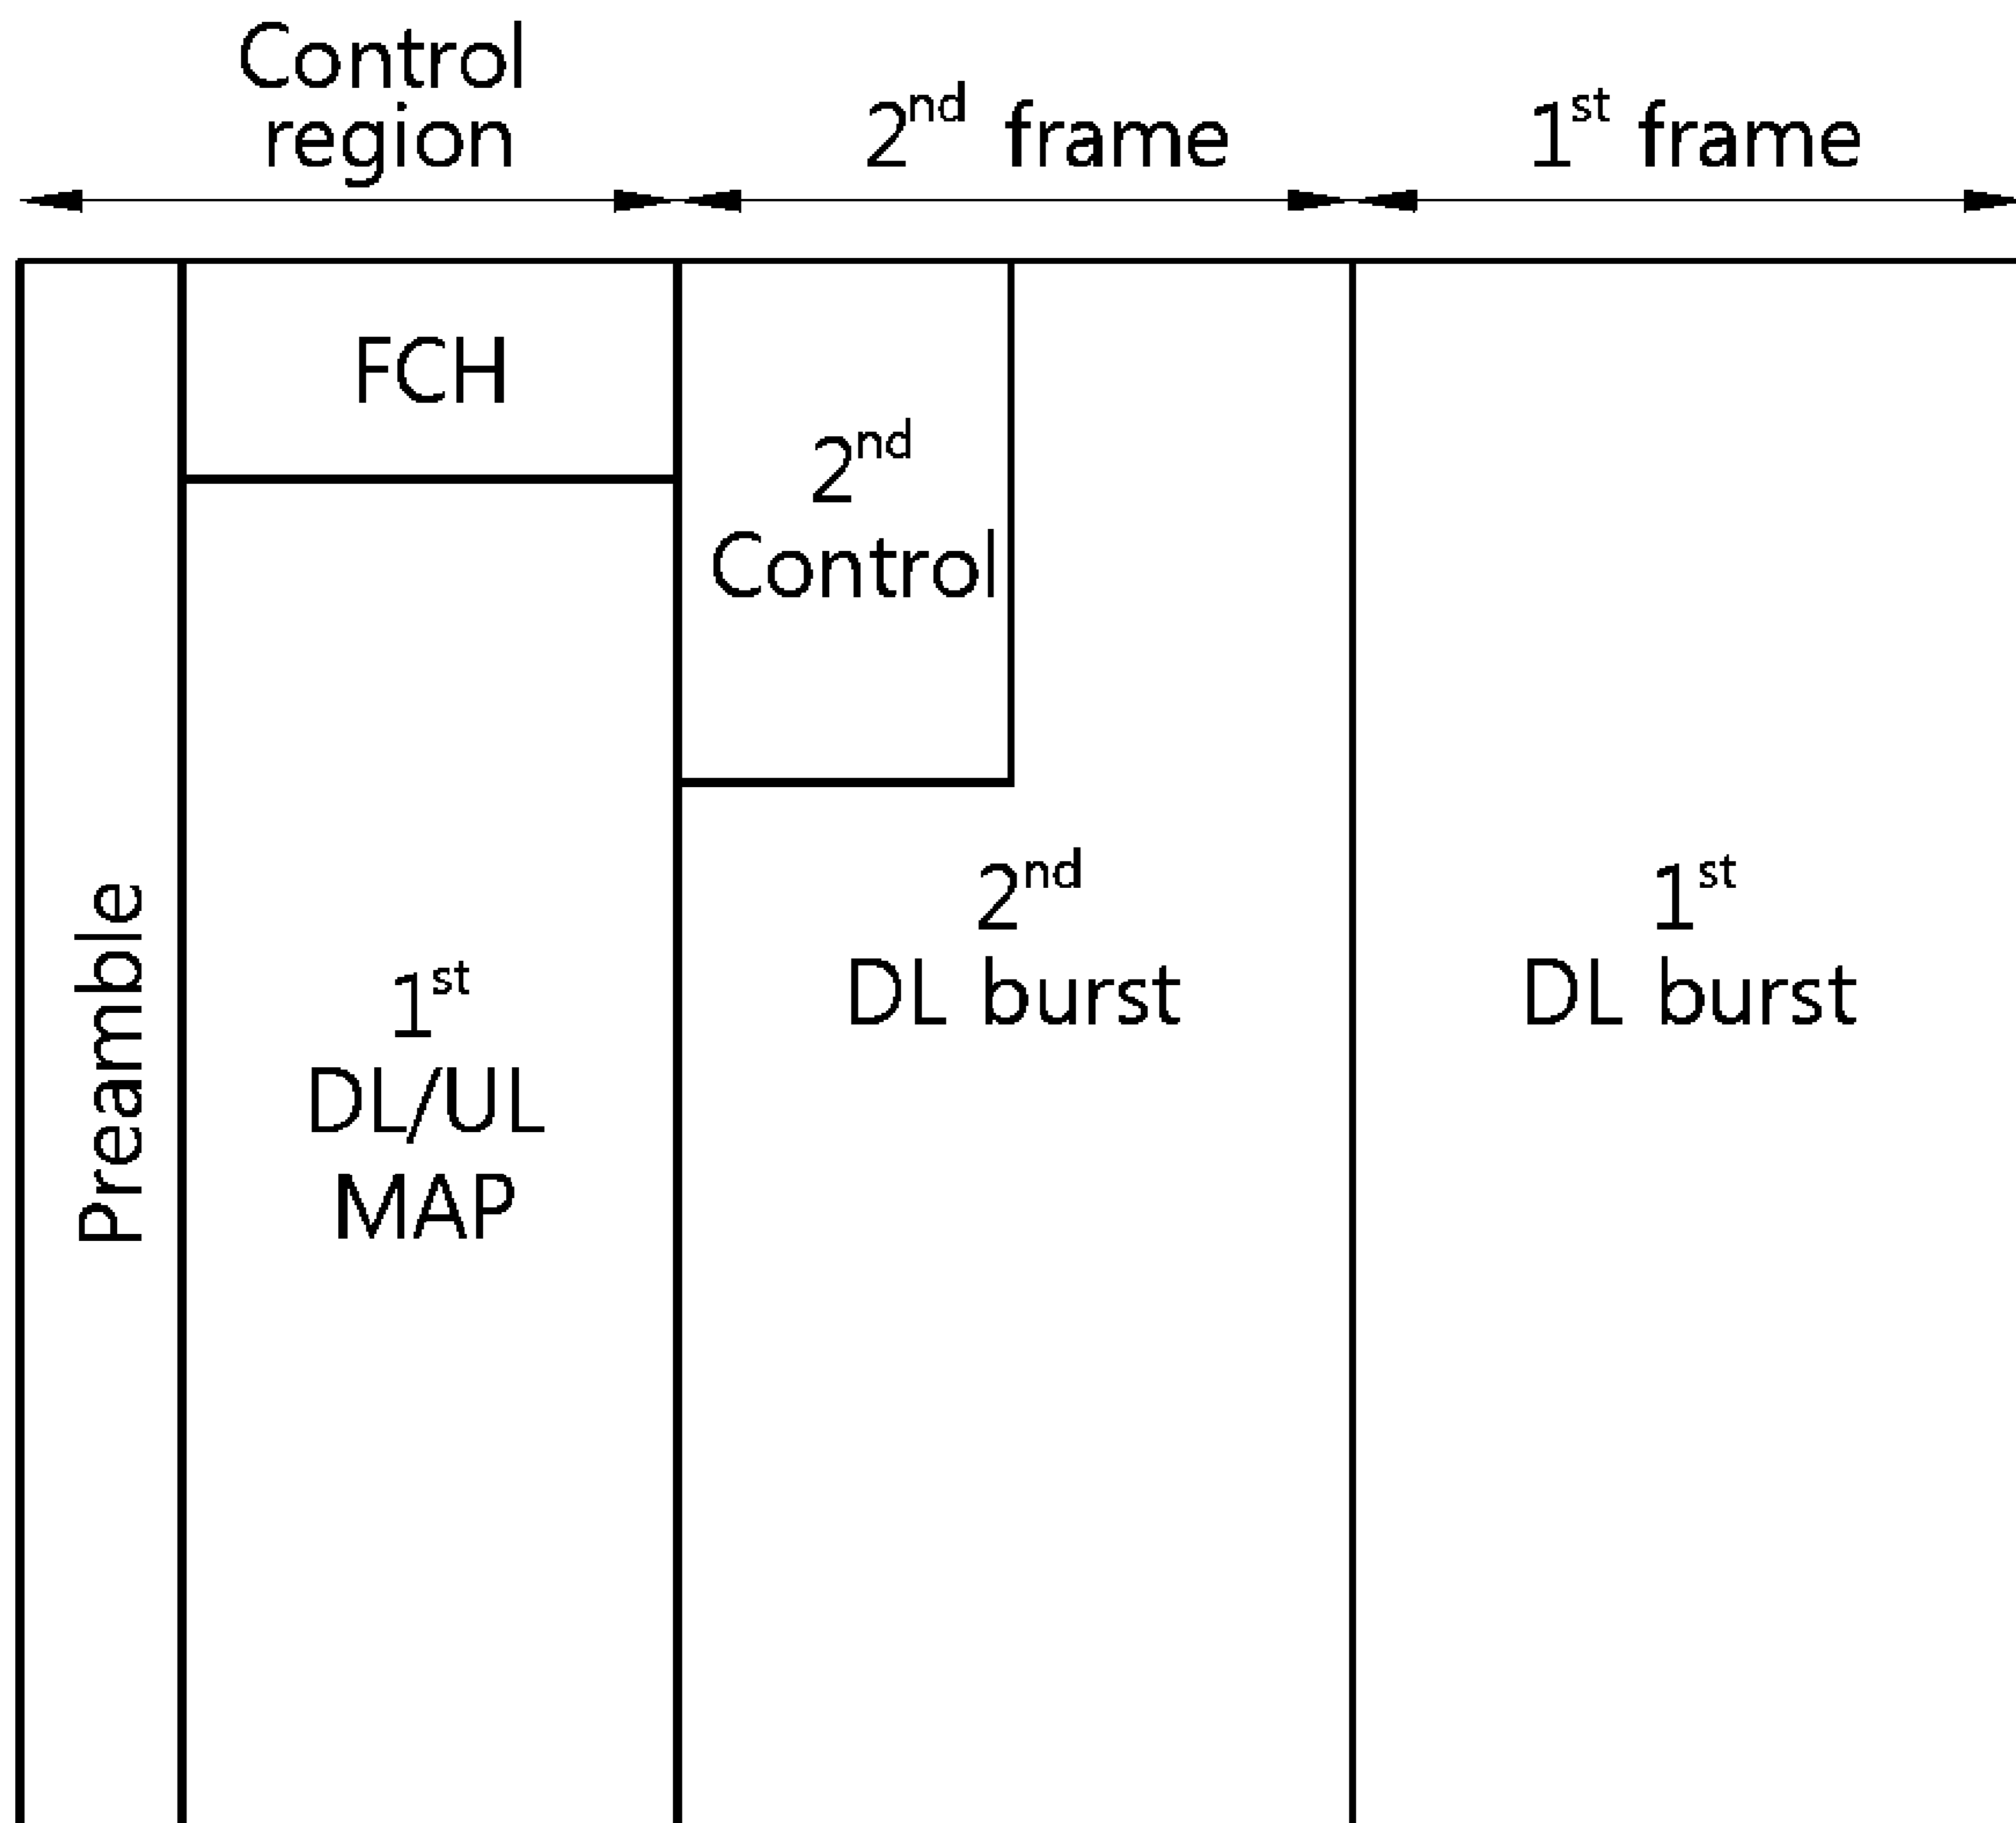 Control
region
2nd frame
1st frame
FCH
2nd
Control
Preamble
1st
DL/UL
MAP
2nd
DL burst
1st
DL burst